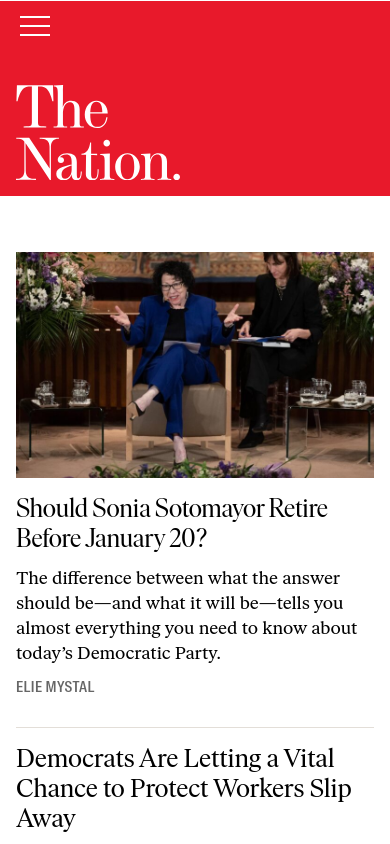 The
Nation.
Should Sonia Sotomayor Retire
Before January 20?
The difference between what the answer
should be—and what it will be—tells you
almost everything you need to know about
today’s Democratic Party.
ELIE MYSTAL
Democrats Are Letting a Vital
Chance to Protect Workers Slip
Away